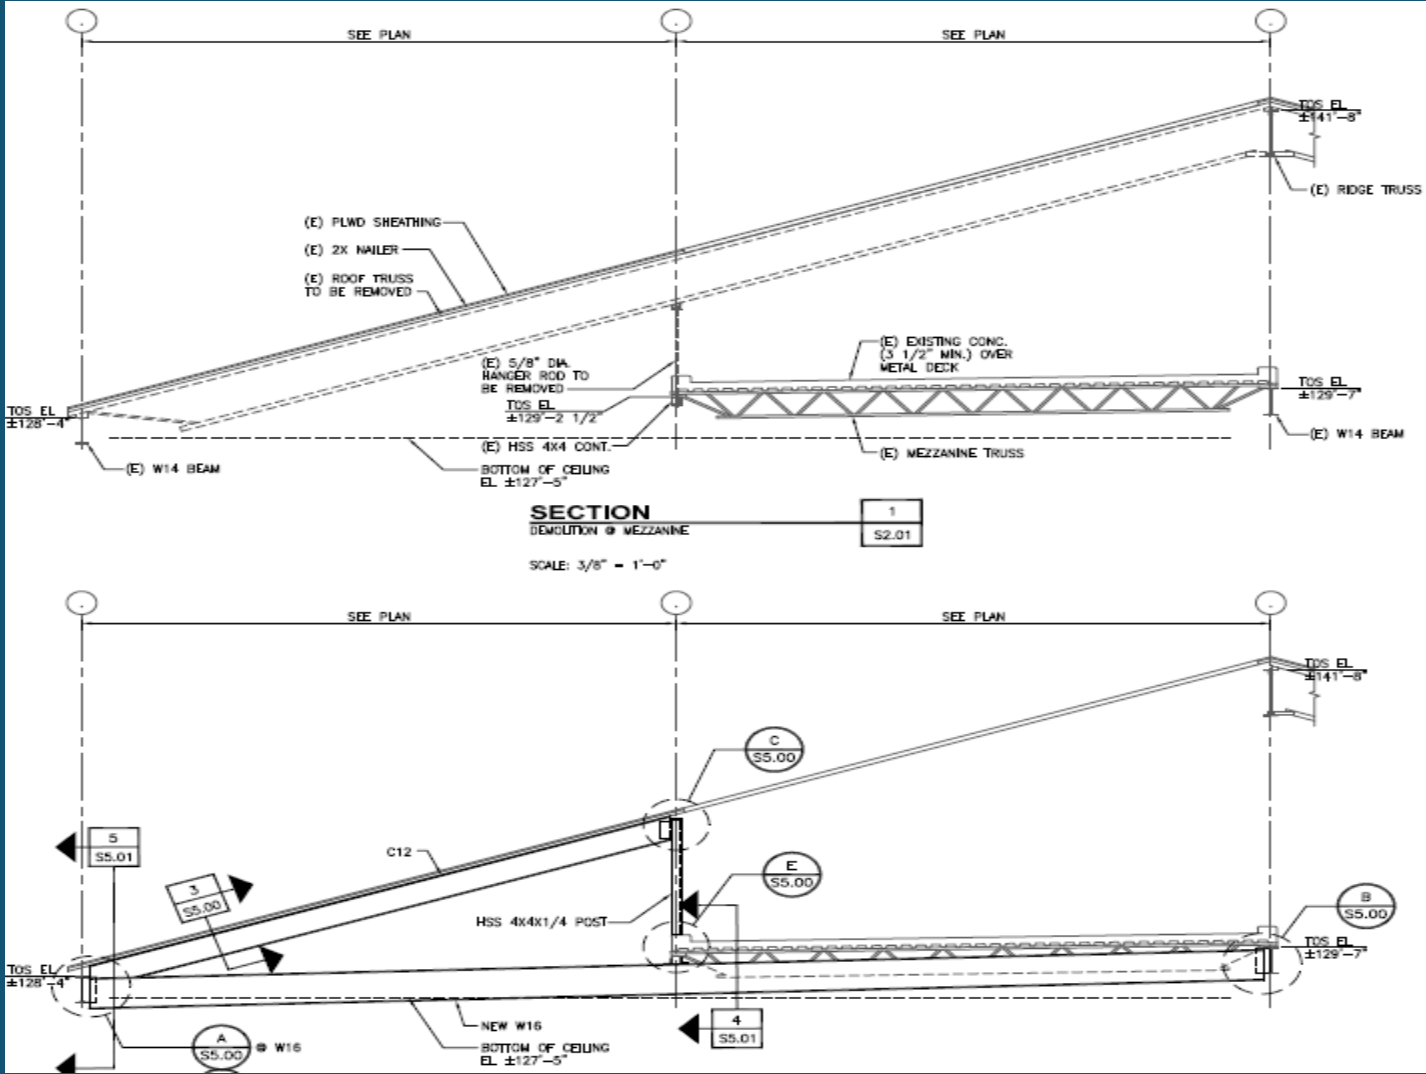 SEE PLAN
SEE PLAN
TOS EL
±141'-8"
(E) RIDGE TRUSS
(E) PLWD SHEATHING
(E) 2X NAILER
(E) ROOF TRUSS
TO BE REMOVED
(E) EXISTING CONC.
(3 1/2" MIN.) OVER
METAL DECK
(E) 5/8" DIA.
HANGER ROD TO
BE REMOVED
TOS EL
±129'-2 1/2"
TOS EL
±129'-7"
TOS EL
±128'-4"
(E) HSS 4X4 CONT.
(E) W14 BEAM
(E) MEZZANINE TRUSS
(E) W14 BEAM
BOTTOM OF CEILING
EL ±127'-5"
SECTION
DEMOLITION @ MEZZANINE
1
S2.01
SCALE: 3/8" = 1'-0"
SEE PLAN
SEE PLAN
TOS EL
±141'-8"
C
S5.00
5
S5.01
C12
3
S5.00
E
S5.00
HSS 4X4X1/4 POST
B
S5.00
TOS EL
±129'-7"
TOS EL
±128'-4"
NEW W16
4
S5.01
A
S5.00
@ W16
BOTTOM OF CEILING
EL ±127'-5"